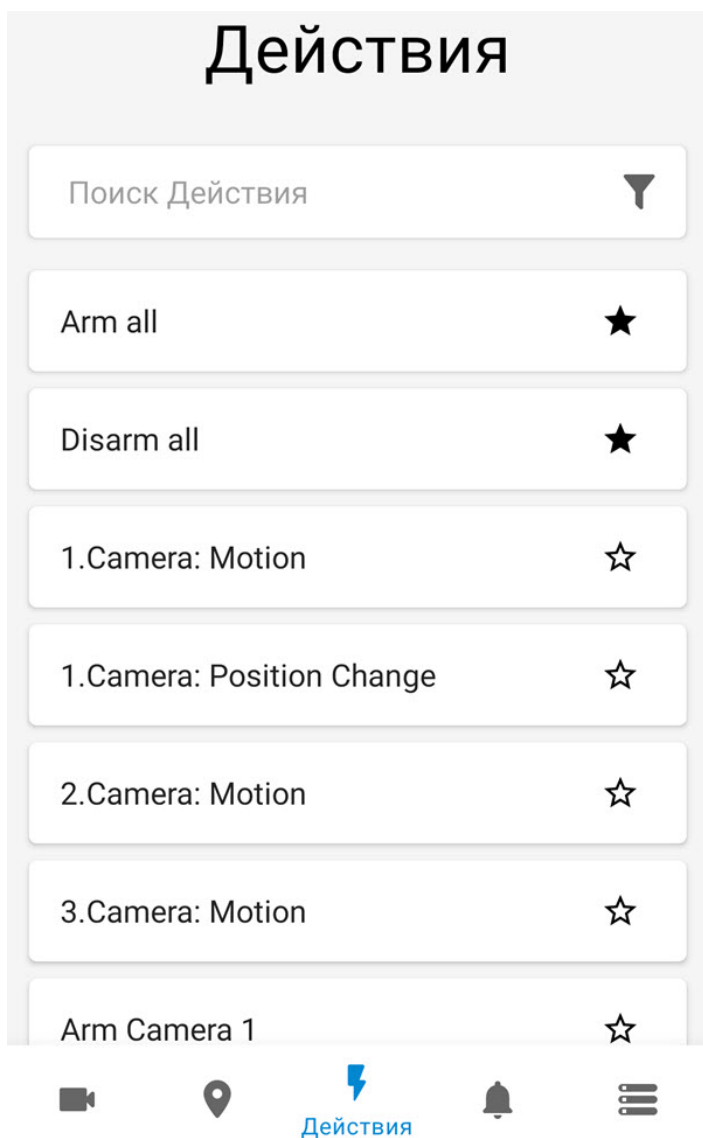 Действия
Поиск Действия
Arm all
Disarm all
1.Camera: Motion
1.Camera: Position Change
2.Camera: Motion
3.Camera: Motion
Arm Camera 1
Действия